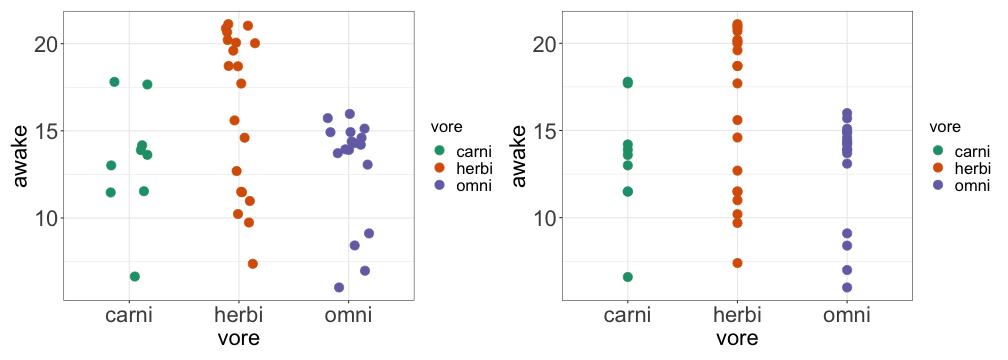 20
15
10
awake
carni herbi omni
vore
vore
carni
herbi
omni
20
15
10
awake
carni herbi omni
vore
vore
carni
herbi
omni